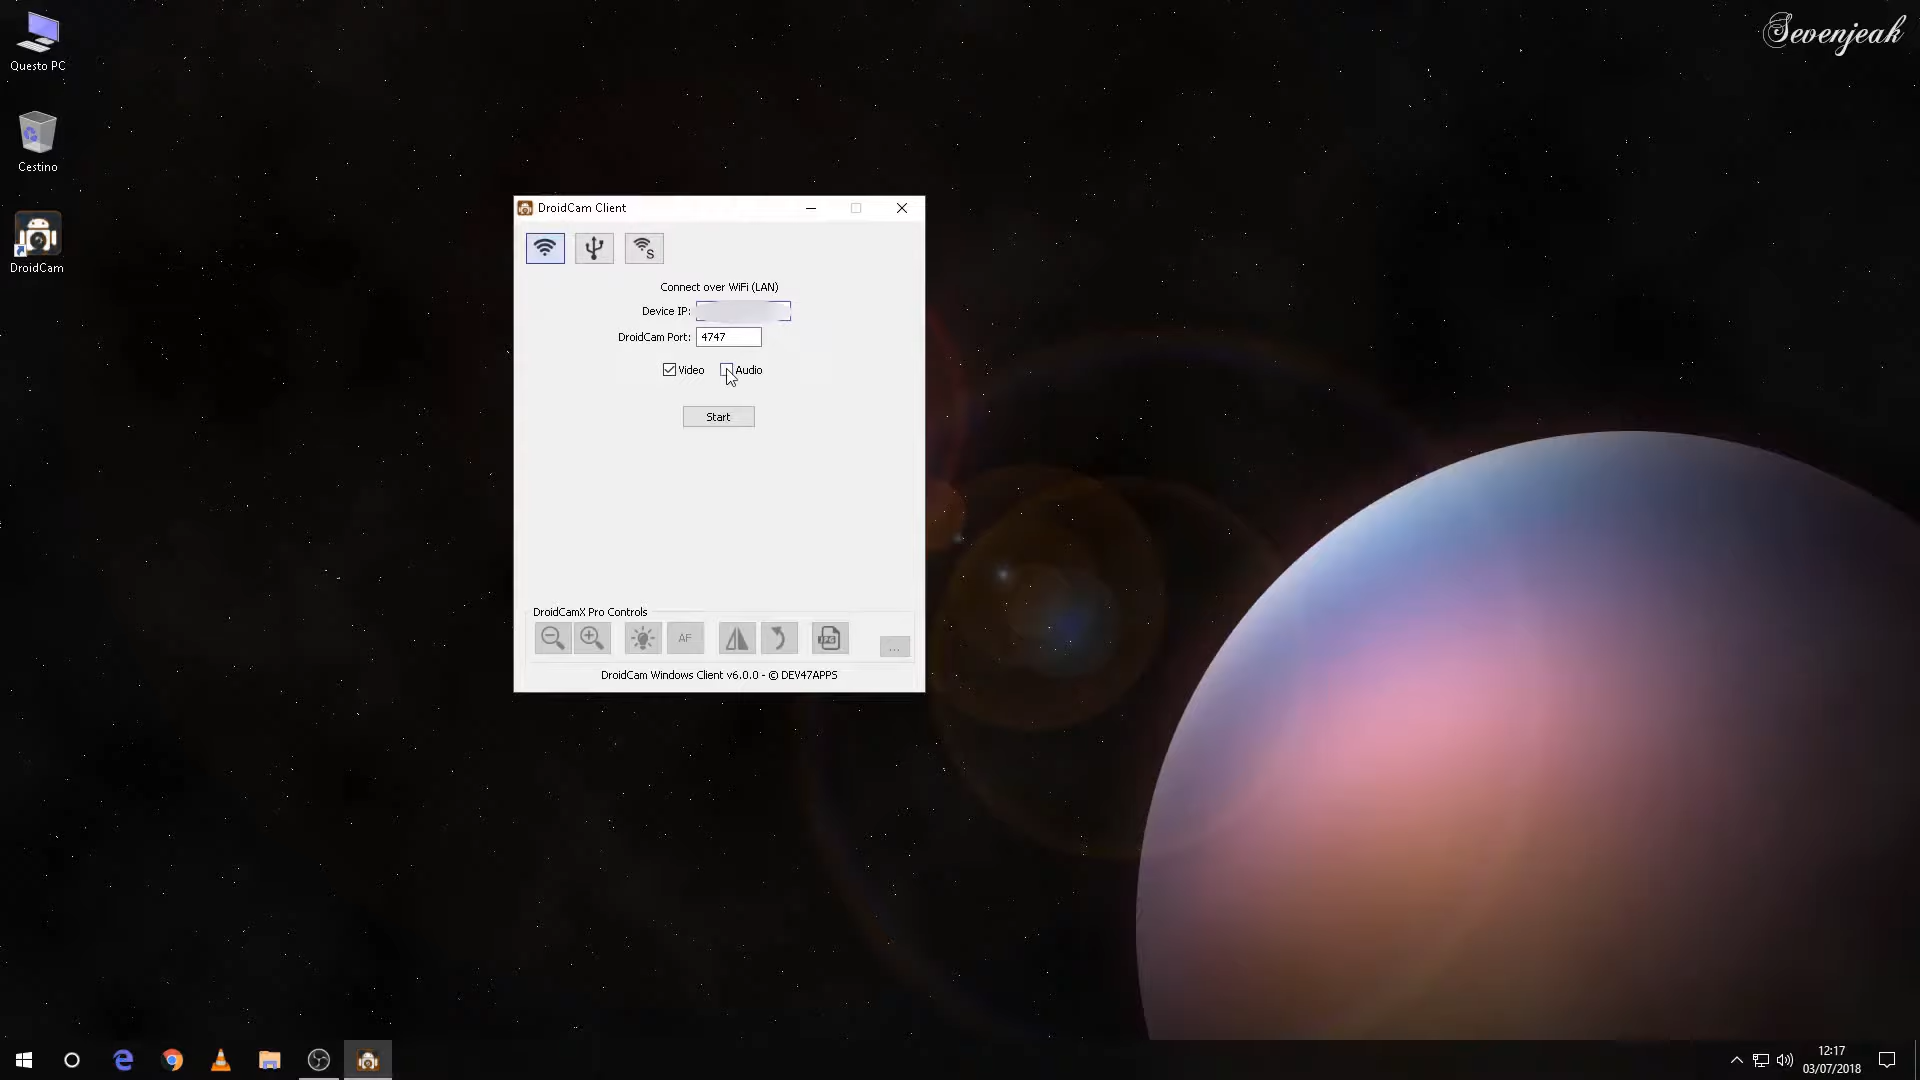 Sevenjeak
Questo PC
Cestino
DroidCam
DroidCam Client
S
Connect over WiFi (LAN)
Device IP:
DroidCam Port: 4747
Video Audio
Start
DroidCamX Pro Controls
AF
JPG
...
DroidCam Windows Client v6.0.0 - © DEV47APPS
12:17
03/07/2018